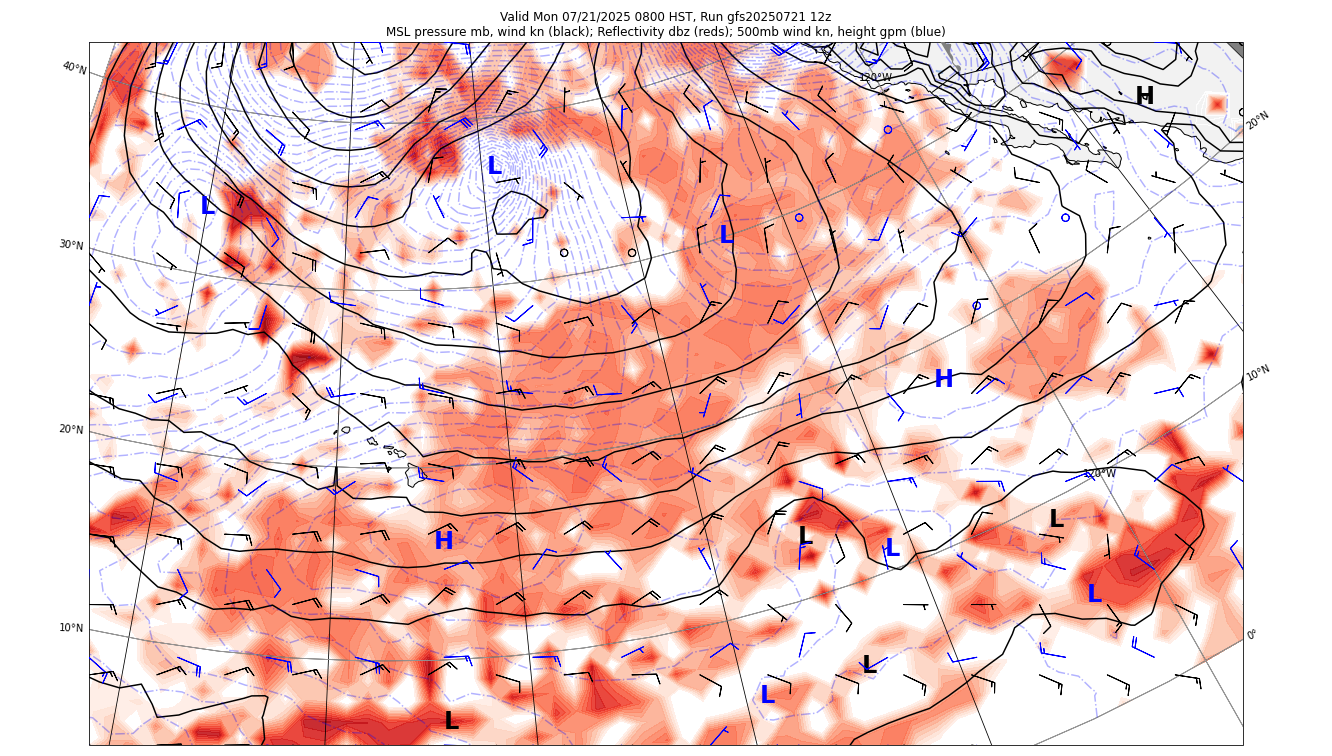 Valid Mon 07/21/2025 0800 HST, Run gfs20250721 12z
MSL pressure mb, wind kn (black); Reflectivity dbz (reds); 500mb wind kn, height gpm (blue)
40°N
120°W
H
20°N
L
L
L
30°N
H
10°N
20°N
120°W
L
L
H
L
L
10°N
0°
L
L
L